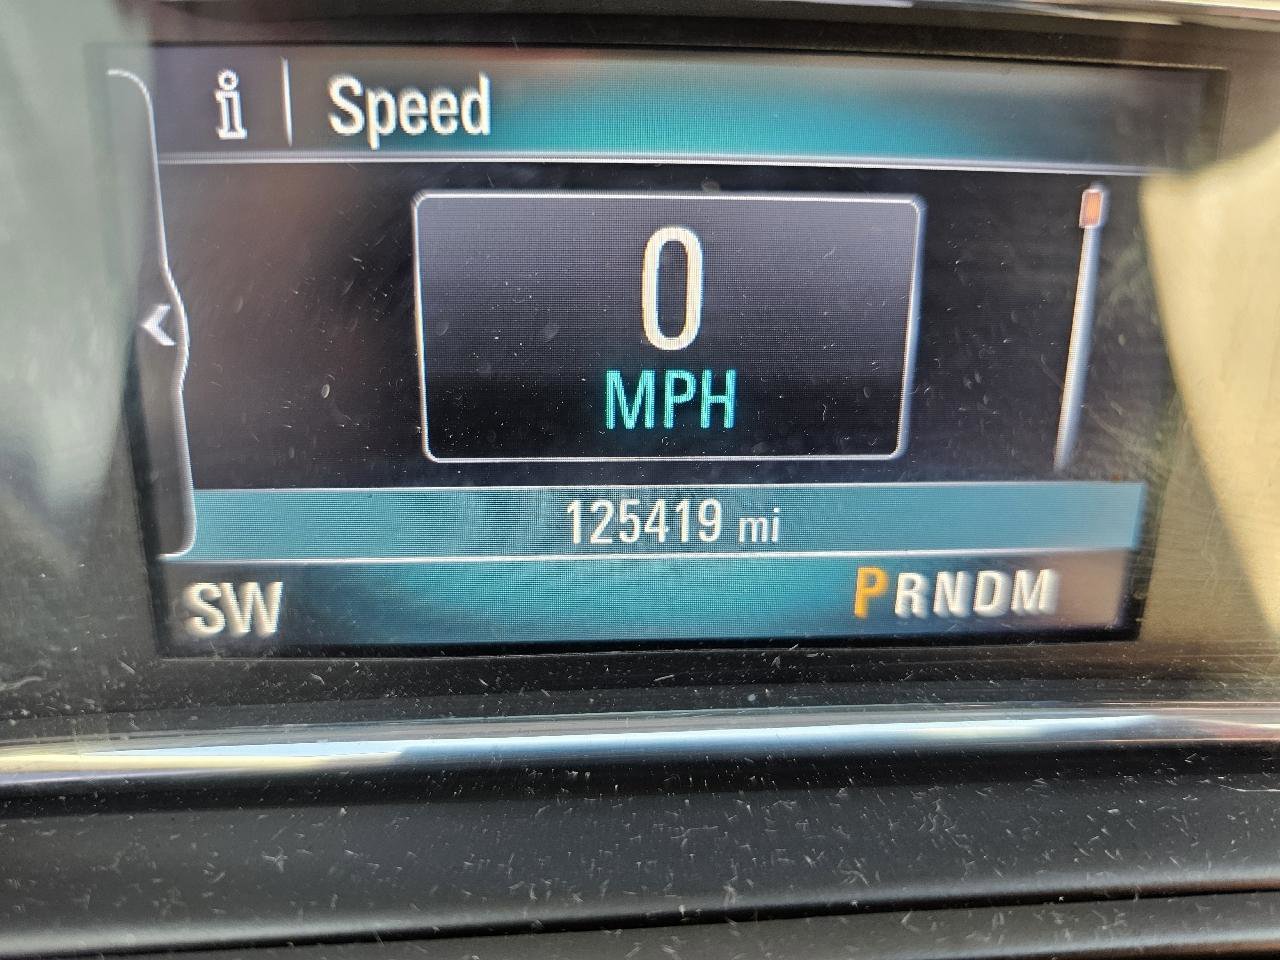 i | Speed
0
MPH
125419 mi
SW PRNDM